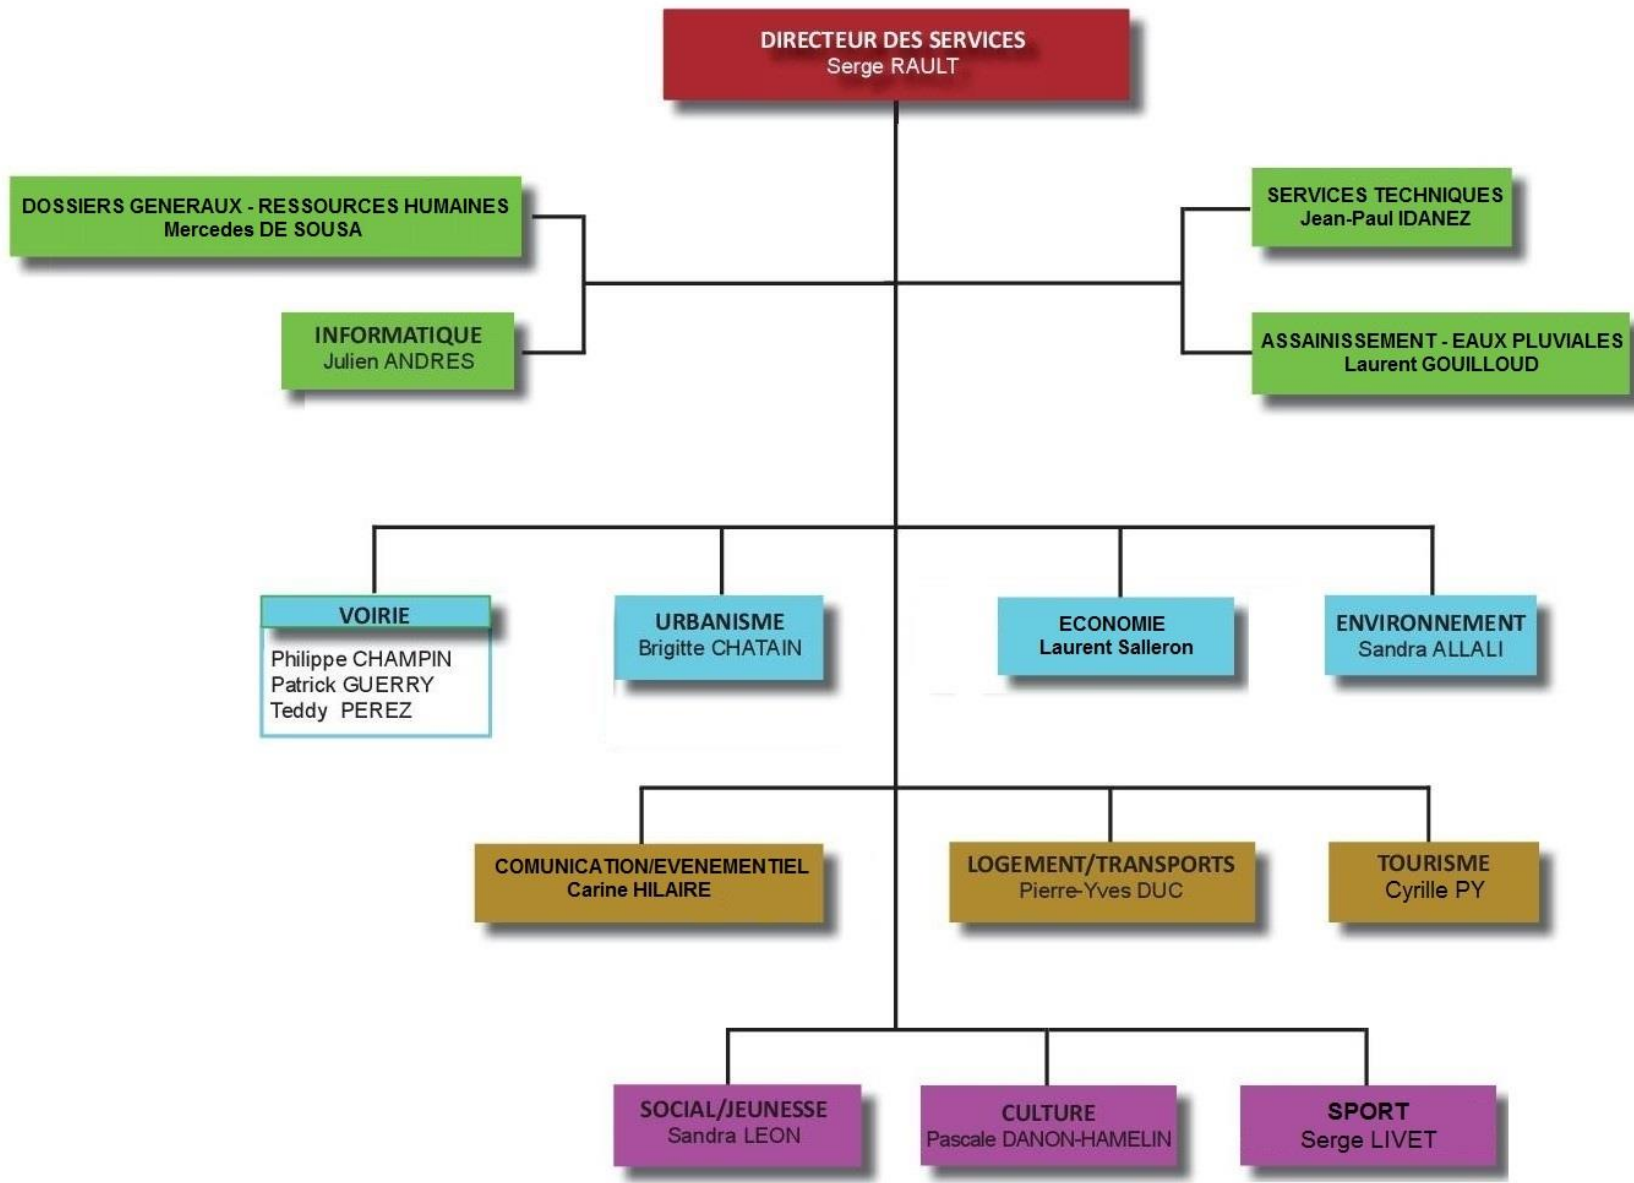 DIRECTEUR DES SERVICES
Serge RAULT
DOSSIERS GENERAUX - RESSOURCES HUMAINES
Mercedes DE SOUSA
SERVICES TECHNIQUES
Jean-Paul IDANEZ
INFORMATIQUE
Julien ANDRES
ASSAINISSEMENT - EAUX PLUVIALES
Laurent GOUILLOUD
VOIRIE
Philippe CHAMPIN
Patrick GUERRY
Teddy PEREZ
URBANISME
Brigitte CHATAIN
ECONOMIE
Laurent Salleron
ENVIRONNEMENT
Sandra ALLALI
COMUNICATION/EVENEMENTIEL
Carine HILAIRE
LOGEMENT/TRANSPORTS
Pierre-Yves DUC
TOURISME
Cyrille PY
SOCIAL/JEUNESSE
Sandra LEON
CULTURE
Pascale DANON-HAMELIN
SPORT
Serge LIVET